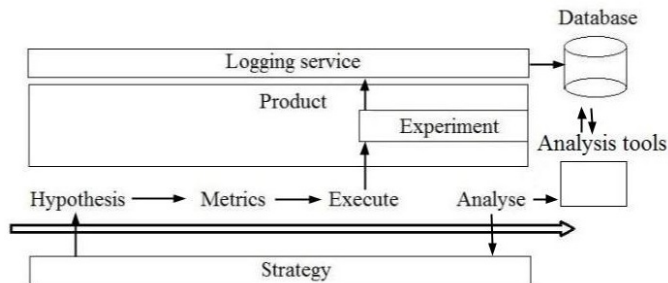 Database
Logging service
Product
Experiment
Analysis tools
Hypothesis
Metrics
Execute
Analyse
Strategy